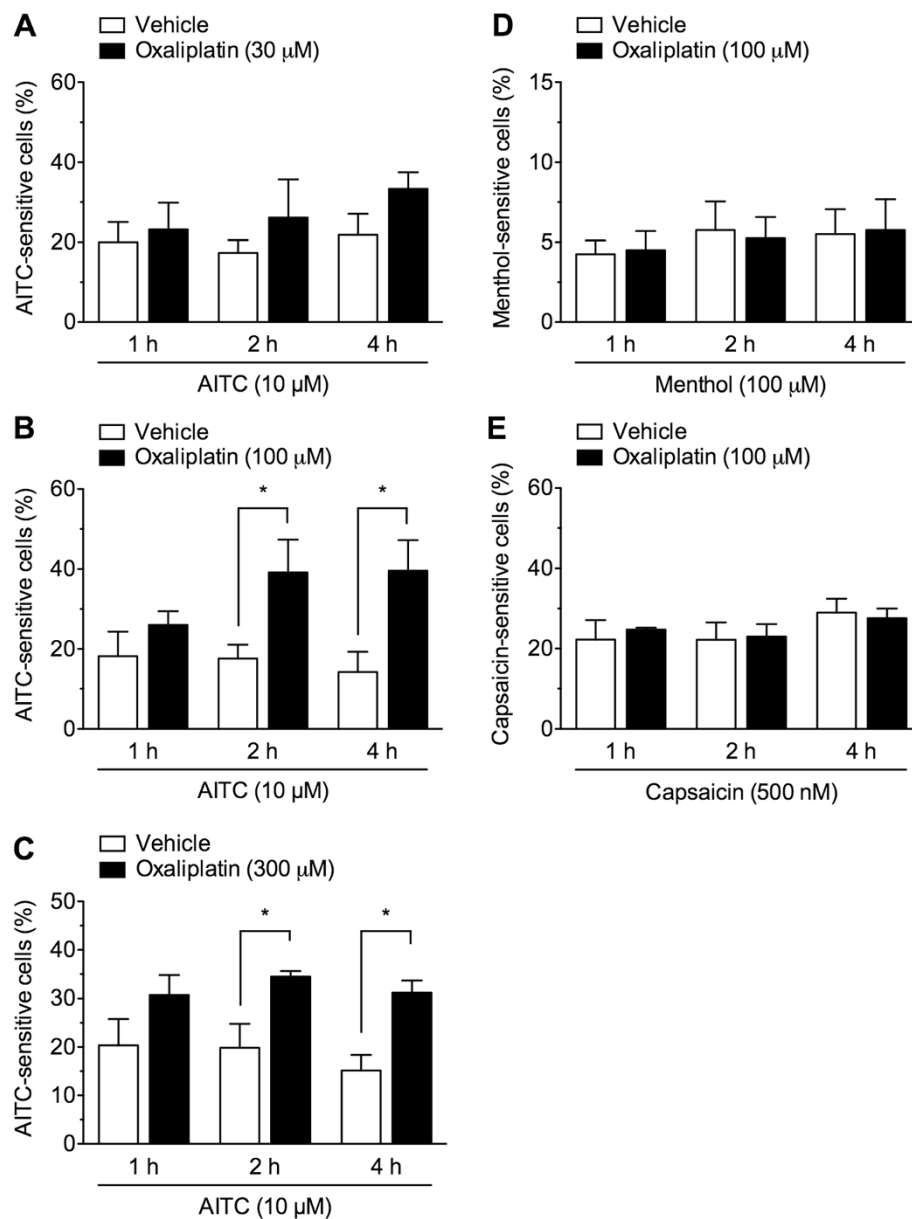 A
Vehicle
Oxaliplatin (30 μM)
AITC-sensitive cells (%)
60
40
20
0
1 h 2 h 4 h
AITC (10 µM)
B
Vehicle
Oxaliplatin (100 μM)
AITC-sensitive cells (%)
60
40
20
0
* *
1 h 2 h 4 h
AITC (10 µM)
C
Vehicle
Oxaliplatin (300 μM)
AITC-sensitive cells (%)
50
40
30
20
10
0
* *
1 h 2 h 4 h
AITC (10 µM)
D
Vehicle
Oxaliplatin (100 μM)
Menthol-sensitive cells (%)
15
10
5
0
1 h 2 h 4 h
Menthol (100 μM)
E
Vehicle
Oxaliplatin (100 μM)
Capsaicin-sensitive cells (%)
60
40
20
0
1 h 2 h 4 h
Capsaicin (500 nM)